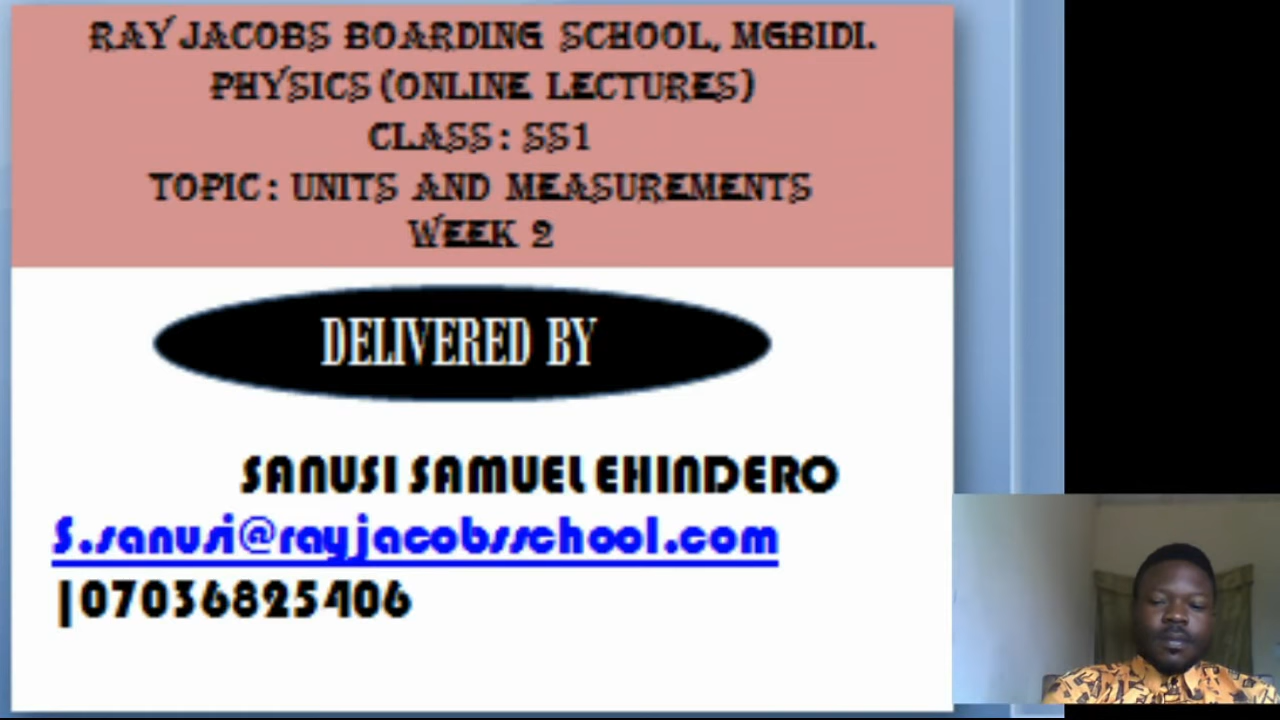 RAY JACOBS BOARDING SCHOOL, MGBIDI.
PHYSICS (ONLINE LECTURES)
CLASS: SS1
TOPIC: UNITS AND MEASUREMENTS
WEEK 2
DELIVERED BY
SANUSI SAMUEL EHINDERO
S.sanusi@rayjacobsschool.com
|07036825406